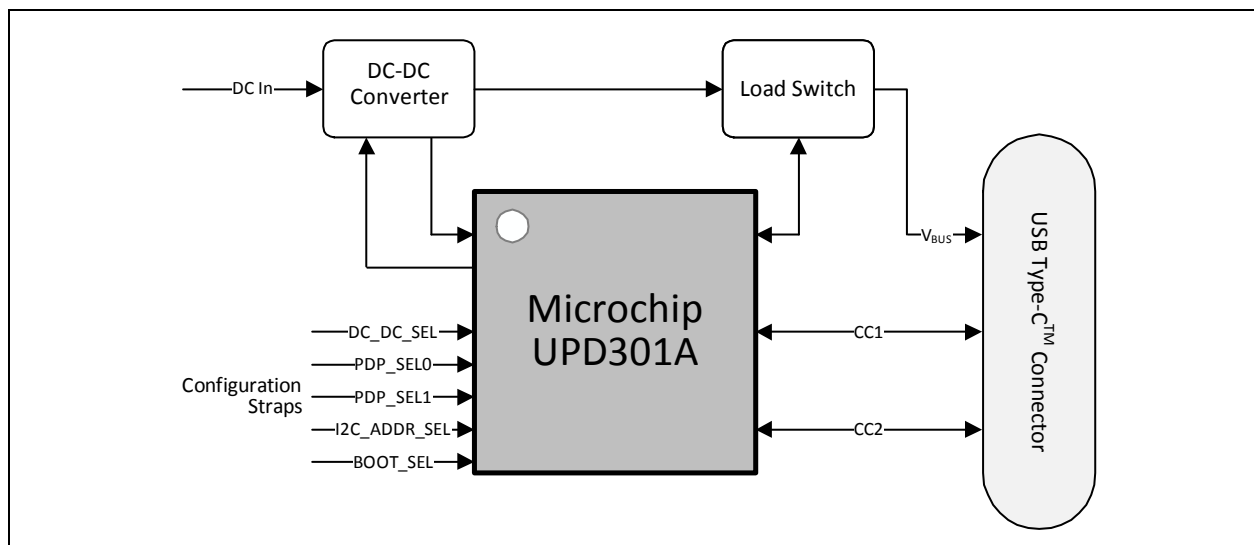 DC In
DC-DC
Converter
Load Switch
VBUS
Microchip
UPD301A
Configuration
Straps
DC_DC_SEL
PDP_SEL0
PDP_SEL1
I2C_ADDR_SEL
BOOT_SEL
CC1
CC2
USB Type-C™ Connector